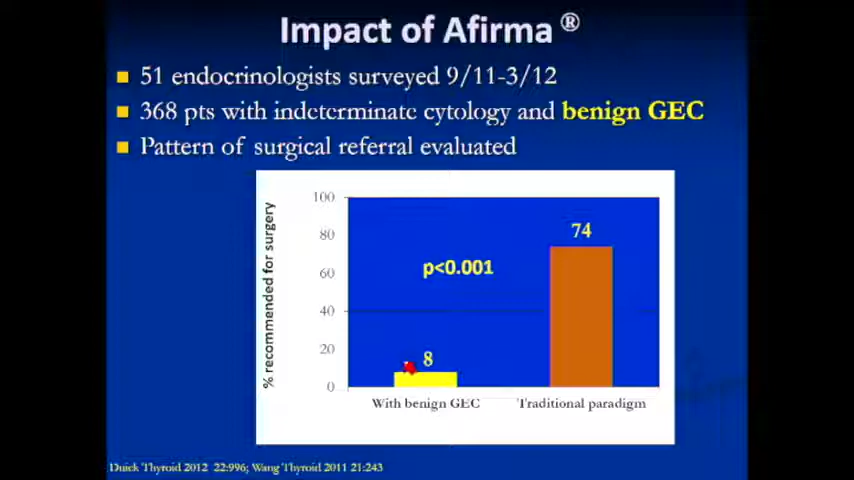 Impact of Afirma®
51 endocrinologists surveyed 9/11-3/12
368 pts with indeterminate cytology and benign GEC
Pattern of surgical referral evaluated
% recommended for surgery
100
80
60
40
20
0
74
p<0.001
8
With benign GEC
Traditional paradigm
Duick Thyroid 2012 22:996; Wang Thyroid 2011 21:243